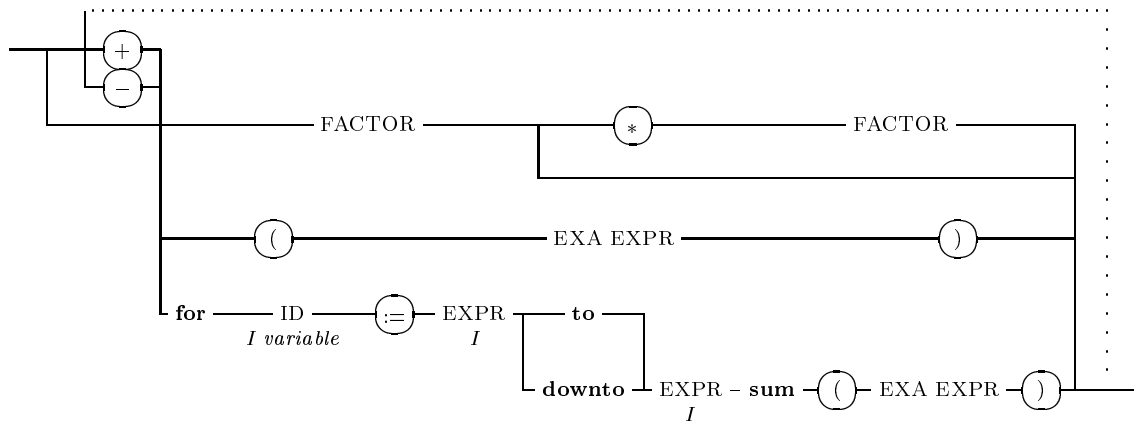 +
−
FACTOR * FACTOR
( EXA EXPR )
for ID := EXPR to
I variable I
downto EXPR sum ( EXA EXPR )
I